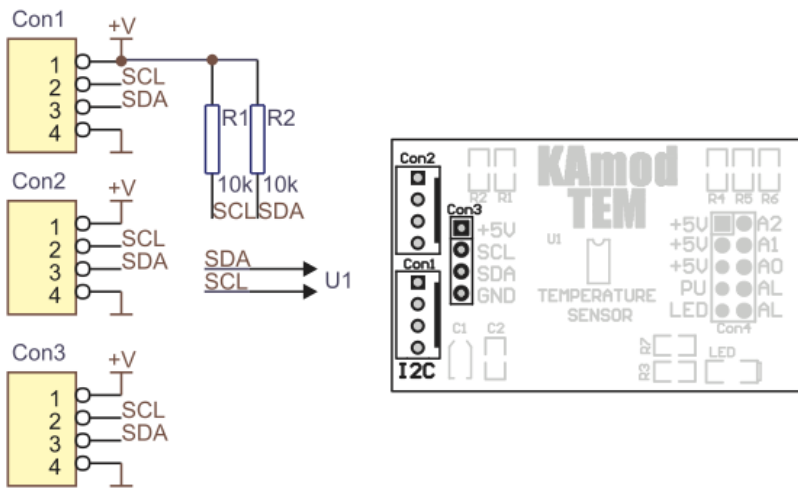 Con1
+V
1
2 SCL
3 SDA
4
R1 R2
10k 10k
SCL SDA
Con2
+V
1
2 SCL
3 SDA
4
SDA
SCL
U1
Con3
+V
1
2 SCL
3 SDA
4
Con2
R2 R1
KAmod
TEM
R4 R5 R6
Con3
+5V
SCL
SDA
GND
U1
TEMPERATURE
SENSOR
+5V A2
+5V A1
+5V A0
PU AL
LED AL
Con4
Con1
I2C
C1 C2
R7
R3
LED